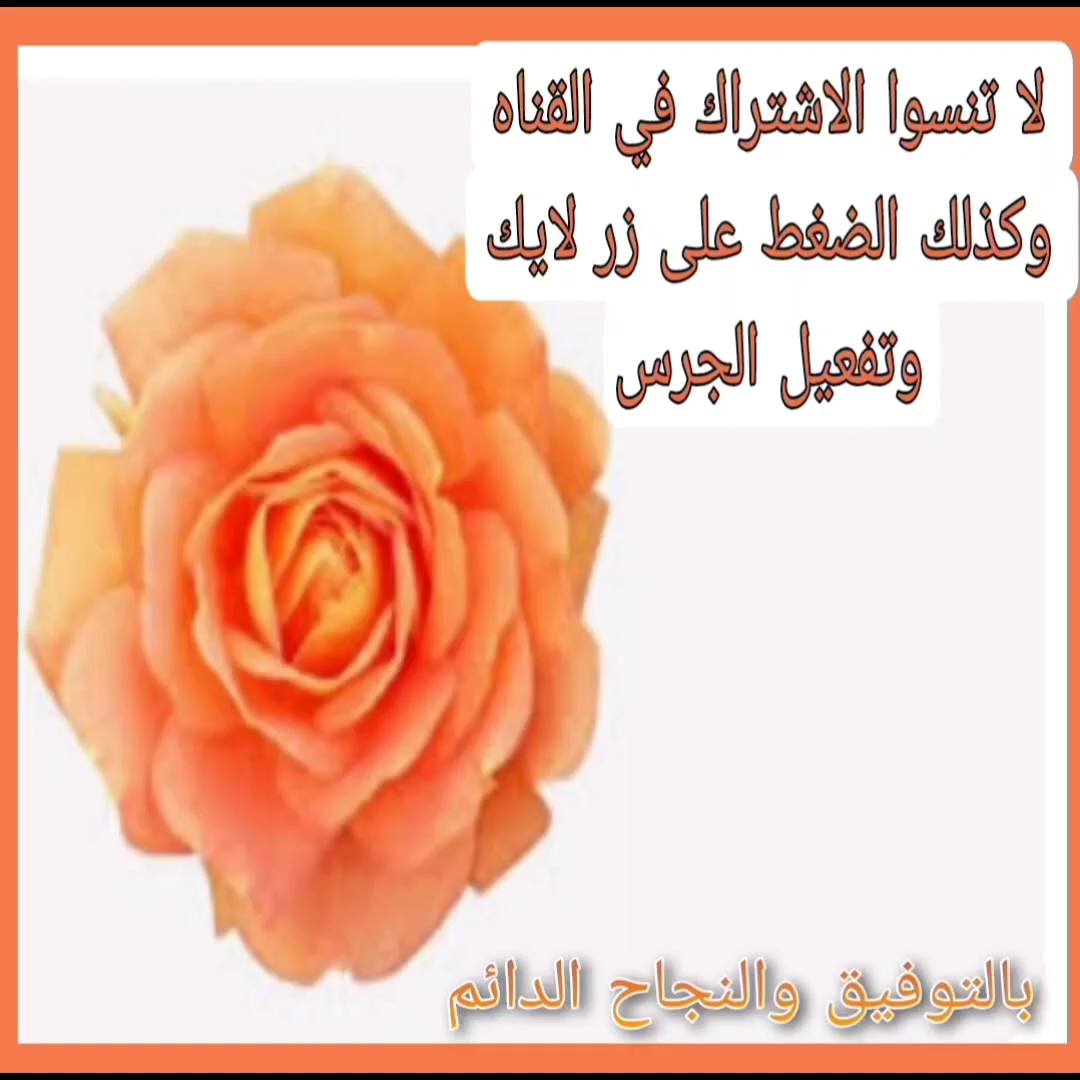 لا تنسوا الاشتراك في القناه
وكذلك الضغط على زر لايك
وتفعيل الجرس
بالتوفيق والنجاح الدائم